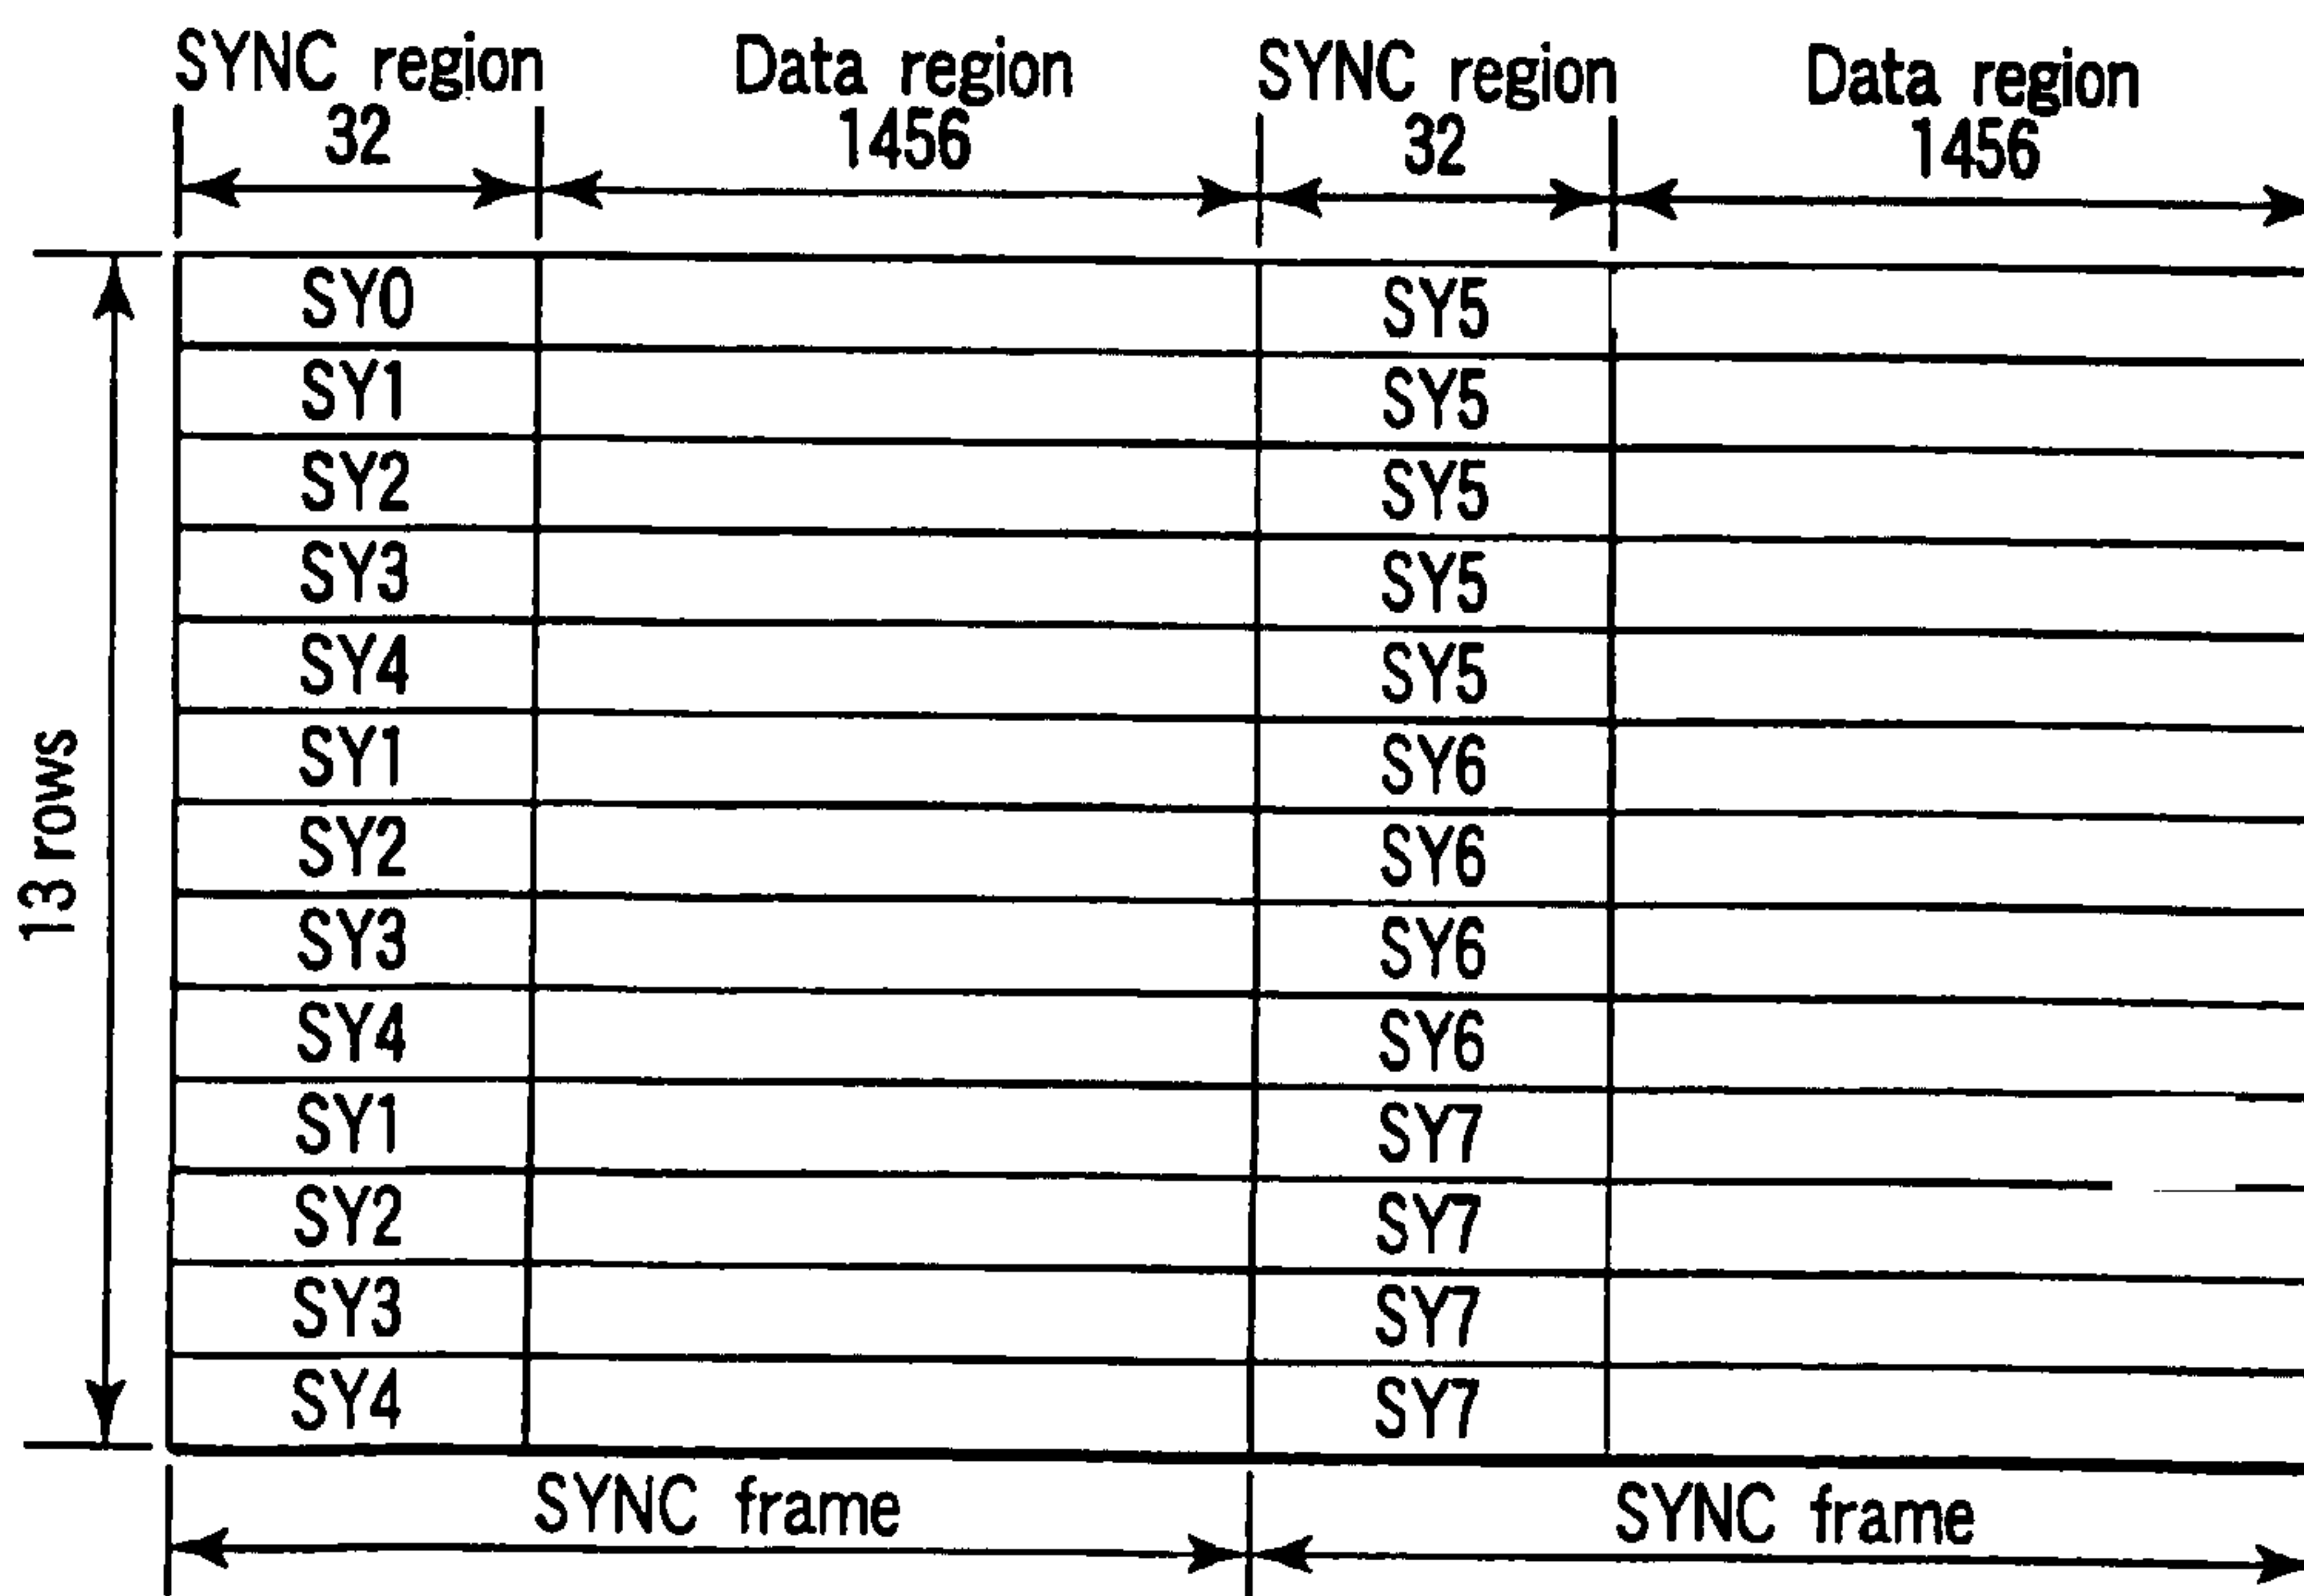 SYNC region Data region SYNC region Data region
32 1456 32 1456
SY0 SY5
SY1 SY5
SY2 SY5
SY3 SY5
SY4 SY5
SY1 SY6
SY2 SY6
SY3 SY6
SY4 SY6
SY1 SY7
SY2 SY7
SY3 SY7
SY4 SY7
13 rows
SYNC frame SYNC frame